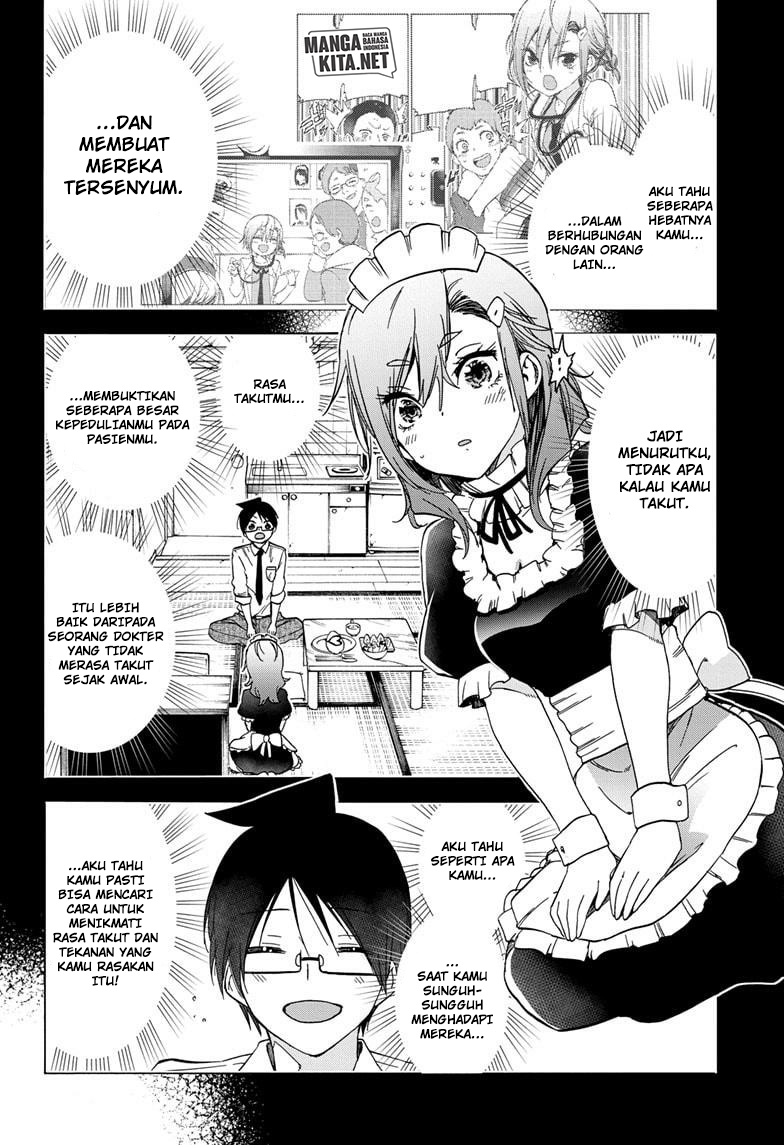 MANGA
KITA.NET
BACA MANGA
BAHASA
INDONESIA
AKU TAHU
SEBERAPA
HEBATNYA
KAMU...
...DALAM
BERHUBUNGAN
DENGAN ORANG
LAIN...
...DAN
MEMBUAT
MEREKA
TERSENYUM.
JADI
MENURUTKU,
TIDAK APA
KALAU KAMU
TAKUT.
RASA
TAKUTMU...
...MEMBUKTIKAN
SEBERAPA BESAR
KEPEDULIANMU PADA
PASIENMU.
ITU LEBIH
BAIK DARIPADA
SEORANG DOKTER
YANG TIDAK
MERASA TAKUT
SEJAK AWAL.
AKU TAHU
SEPERTI APA
KAMU...
...
SAAT KAMU
SUNGUH-
SUNGGUH
MENGHADAPI
MEREKA...
...AKU TAHU
KAMU PASTI
BISA MENCARI
CARA UNTUK
MENIKMATI
RASA TAKUT DAN
TEKANAN YANG
KAMU RASAKAN
ITU!